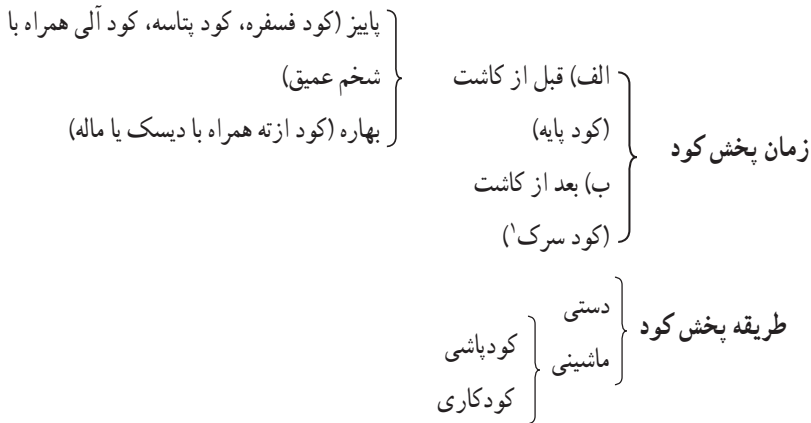 زمان پخش کود
الف) قبل از کاشت
(کود پایه)
پاییز (کود فسفره، کود پتاسه، کود آلی همراه با
شخم عمیق)
بهاره (کود ازته همراه با دیسک یا ماله)
ب) بعد از کاشت
(کود سرک۱)
طریقه پخش کود
دستی
ماشینی
کودپاشی
کودکاری